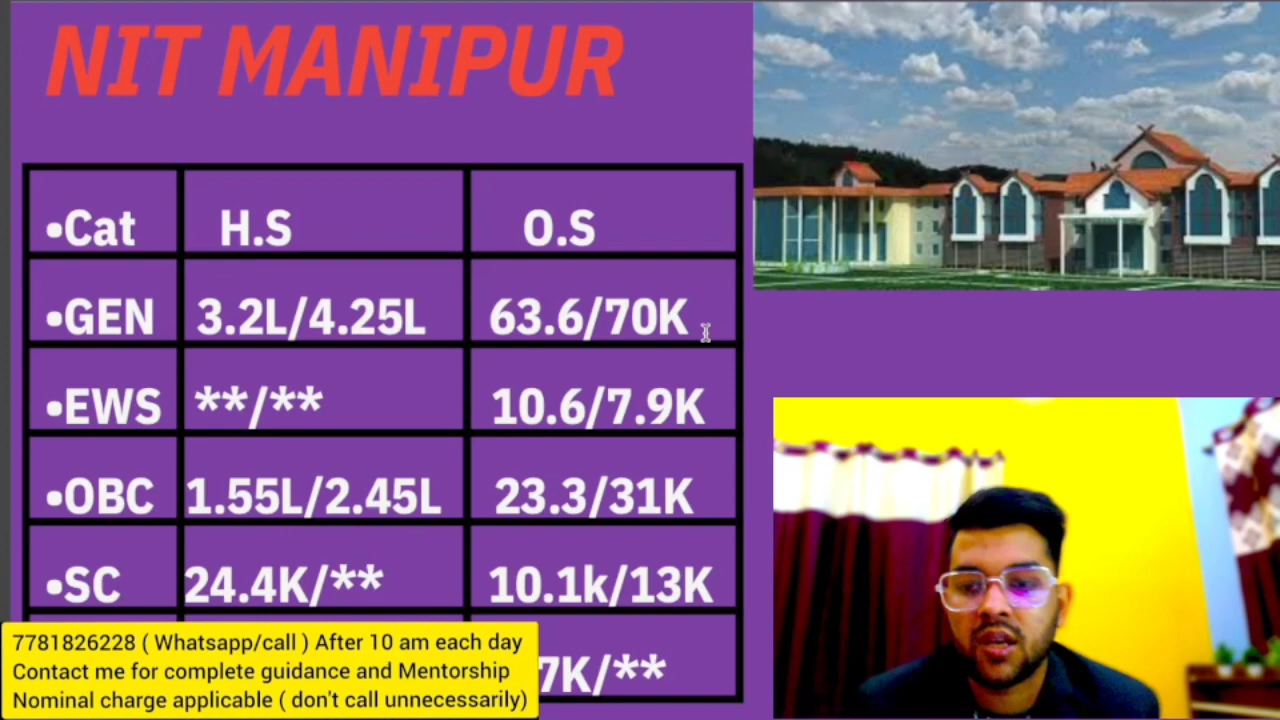 NIT MANIPUR
•Cat H.S O.S
•GEN 3.2L/4.25L 63.6/70K
•EWS **/** 10.6/7.9K
•OBC 1.55L/2.45L 23.3/31K
•SC 24.4K/** 10.1k/13K
7K/**
7781826228 ( Whatsapp/call ) After 10 am each day
Contact me for complete guidance and Mentorship
Nominal charge applicable ( don't call unnecessarily)